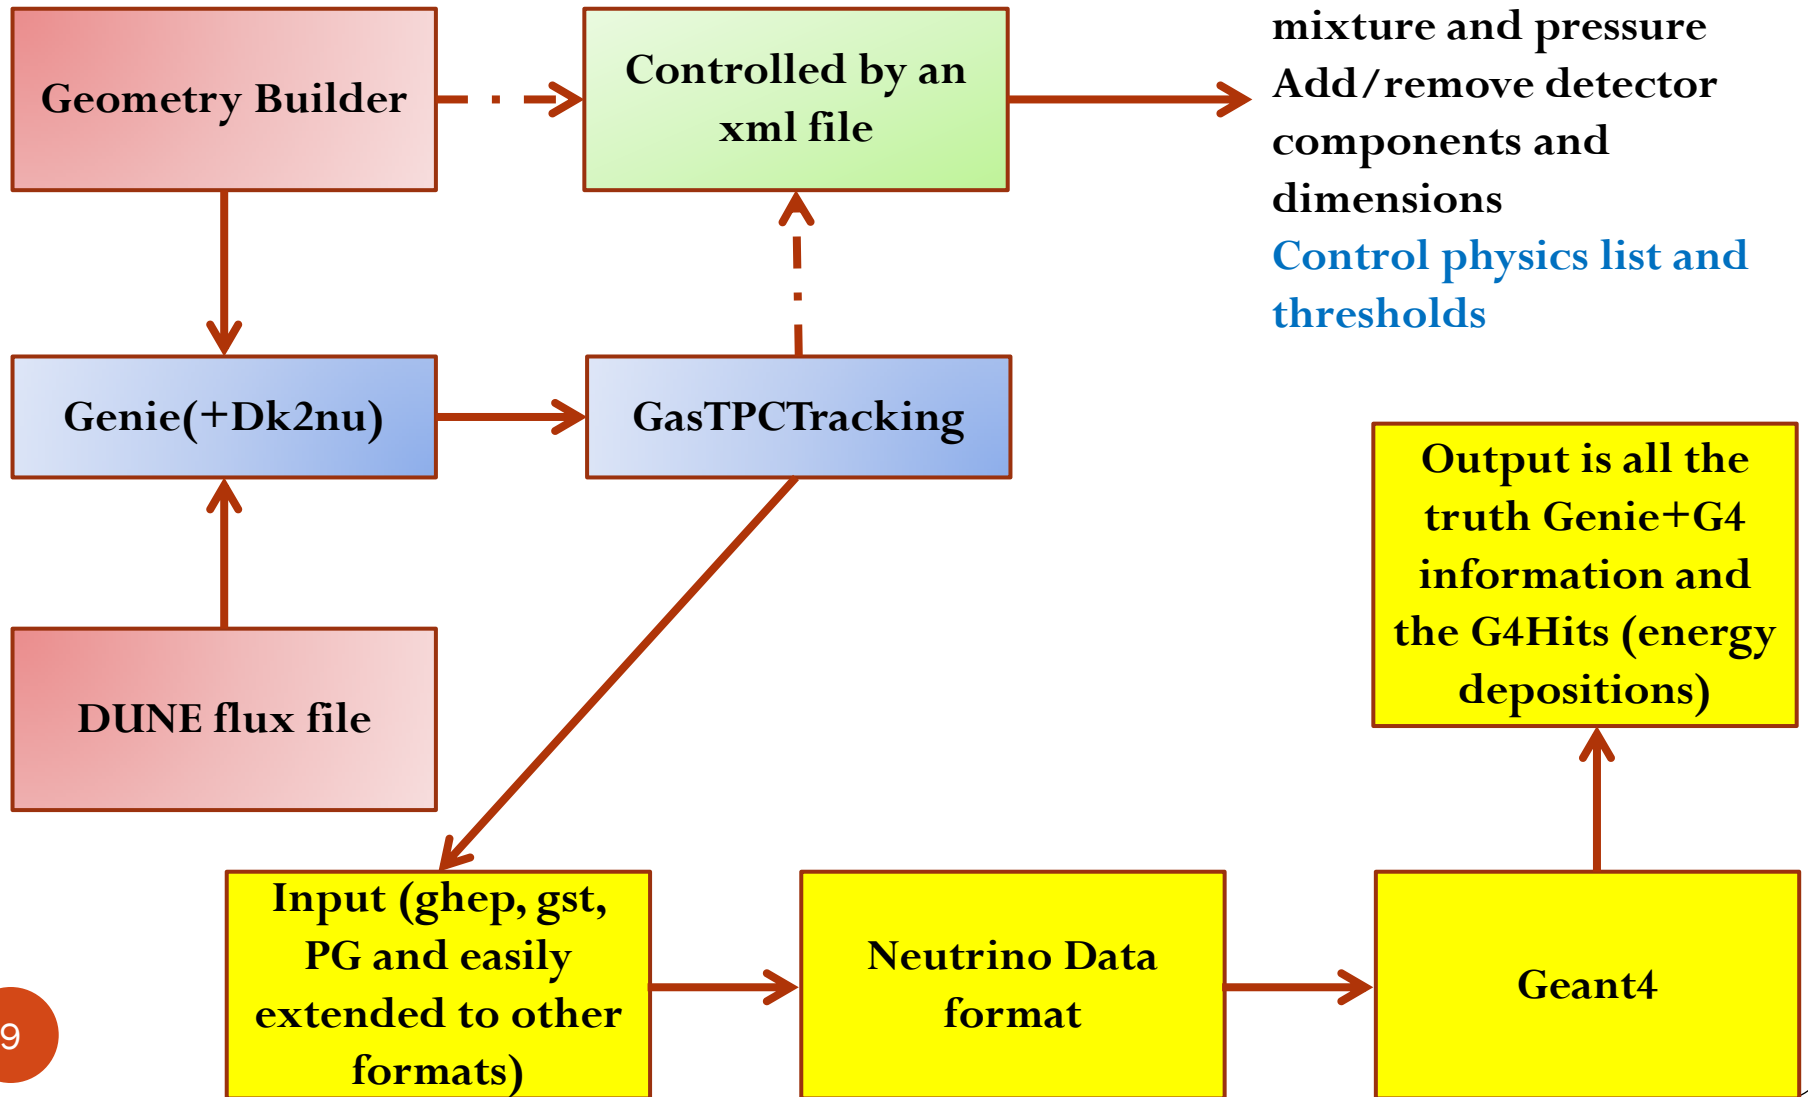 Geometry Builder
Controlled by an
xml file
mixture and pressure
Add/remove detector
components and
dimensions
Control physics list and
thresholds
Genie(+Dk2nu)
GasTPCTracking
Output is all the
truth Genie+G4
information and
the G4Hits (energy
depositions)
DUNE flux file
Input (ghep, gst,
PG and easily
extended to other
formats)
Neutrino Data
format
Geant4
9